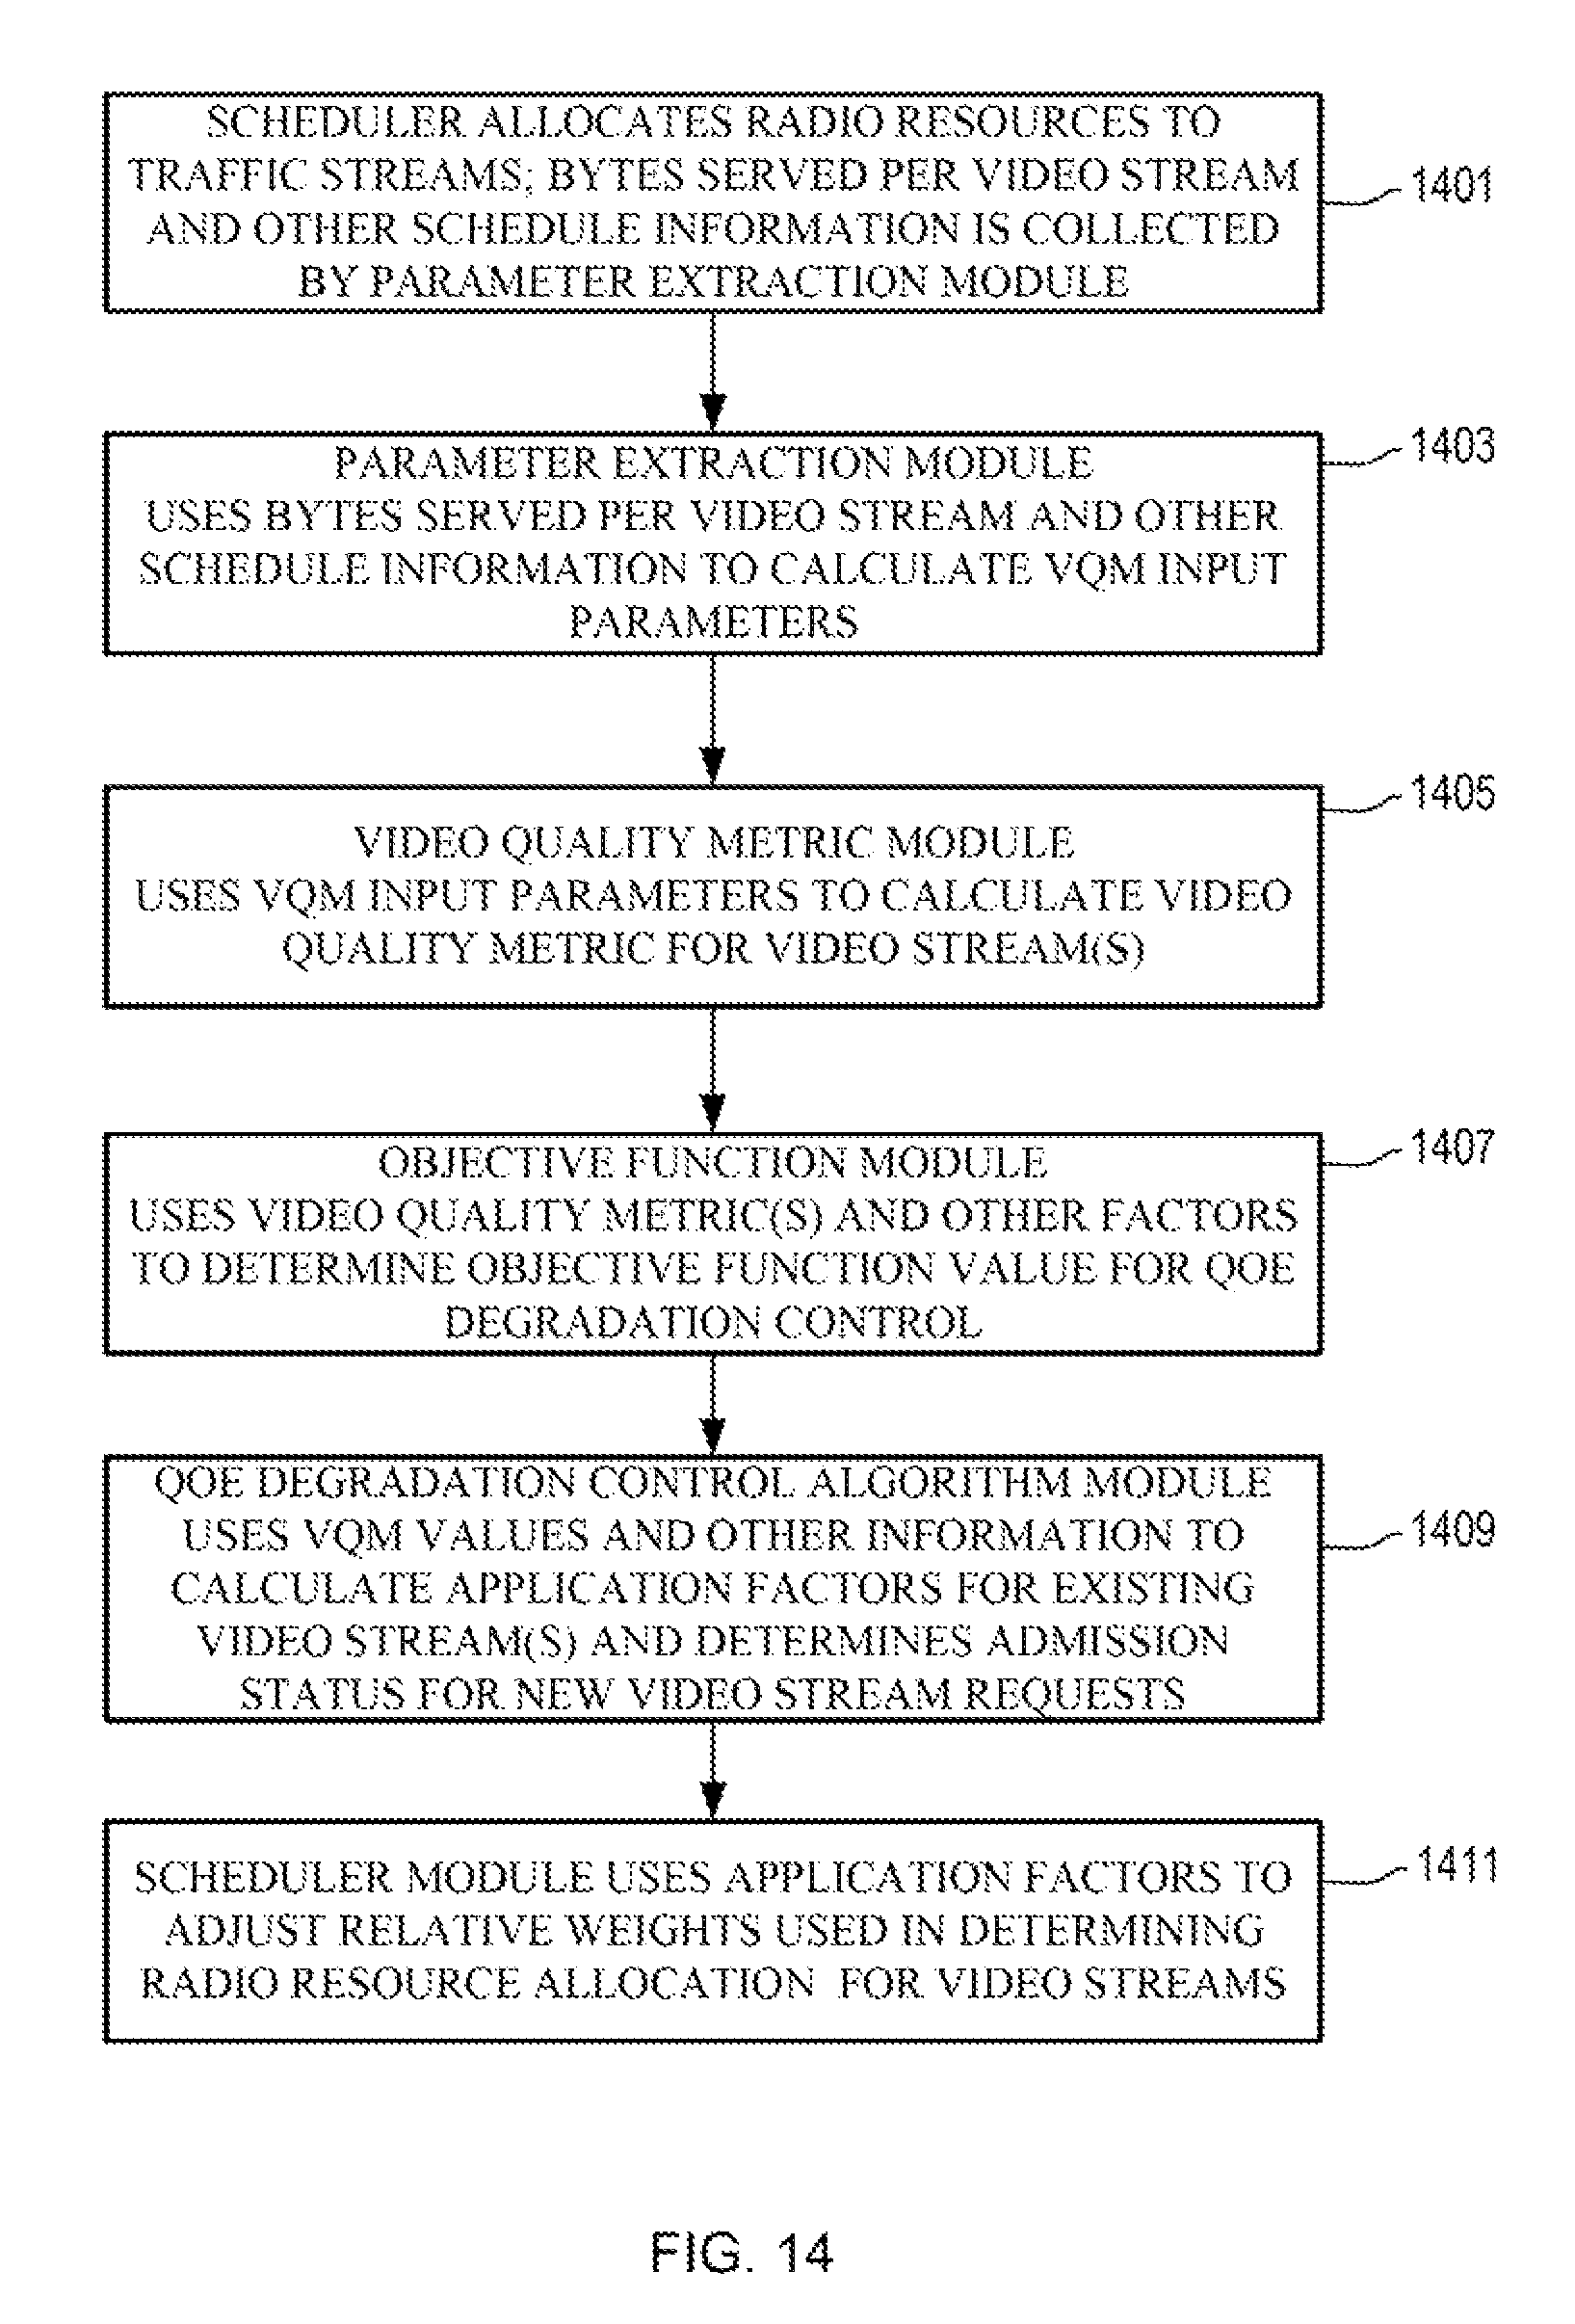 SCHEDULER ALLOCATES RADIO RESOURCES TO
TRAFFIC STREAMS; BYTES SERVED PER VIDEO STREAM
AND OTHER SCHEDULE INFORMATION IS COLLECTED
BY PARAMETER EXTRACTION MODULE
1401
PARAMETER EXTRACTION MODULE
USES BYTES SERVED PER VIDEO STREAM AND OTHER
SCHEDULE INFORMATION TO CALCULATE VQM INPUT
PARAMETERS
1403
VIDEO QUALITY METRIC MODULE
USES VQM INPUT PARAMETERS TO CALCULATE VIDEO
QUALITY METRIC FOR VIDEO STREAM(S)
1405
OBJECTIVE FUNCTION MODULE
USES VIDEO QUALITY METRIC(S) AND OTHER FACTORS
TO DETERMINE OBJECTIVE FUNCTION VALUE FOR QOE
DEGRADATION CONTROL
1407
QOE DEGRADATION CONTROL ALGORITHM MODULE
USES VQM VALUES AND OTHER INFORMATION TO
CALCULATE APPLICATION FACTORS FOR EXISTING
VIDEO STREAM(S) AND DETERMINES ADMISSION
STATUS FOR NEW VIDEO STREAM REQUESTS
1409
SCHEDULER MODULE USES APPLICATION FACTORS TO
ADJUST RELATIVE WEIGHTS USED IN DETERMINING
RADIO RESOURCE ALLOCATION FOR VIDEO STREAMS
1411
FIG. 14